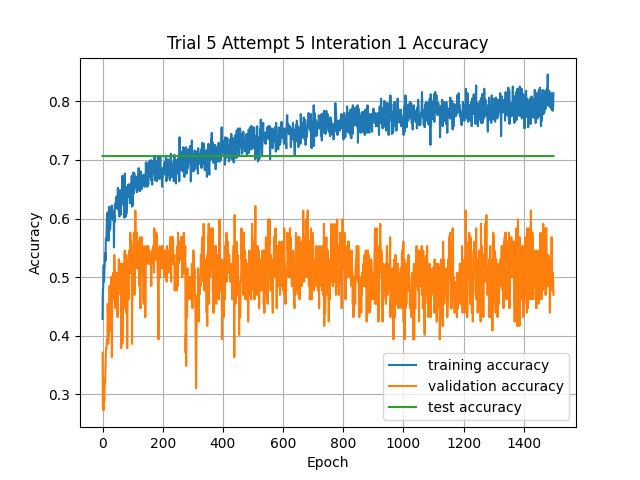 Trial 5 Attempt 5 Interation 1 Accuracy
Accuracy
0.8
0.7
0.6
0.5
0.4
0.3
training accuracy
validation accuracy
test accuracy
0 200 400 600 800 1000 1200 1400
Epoch